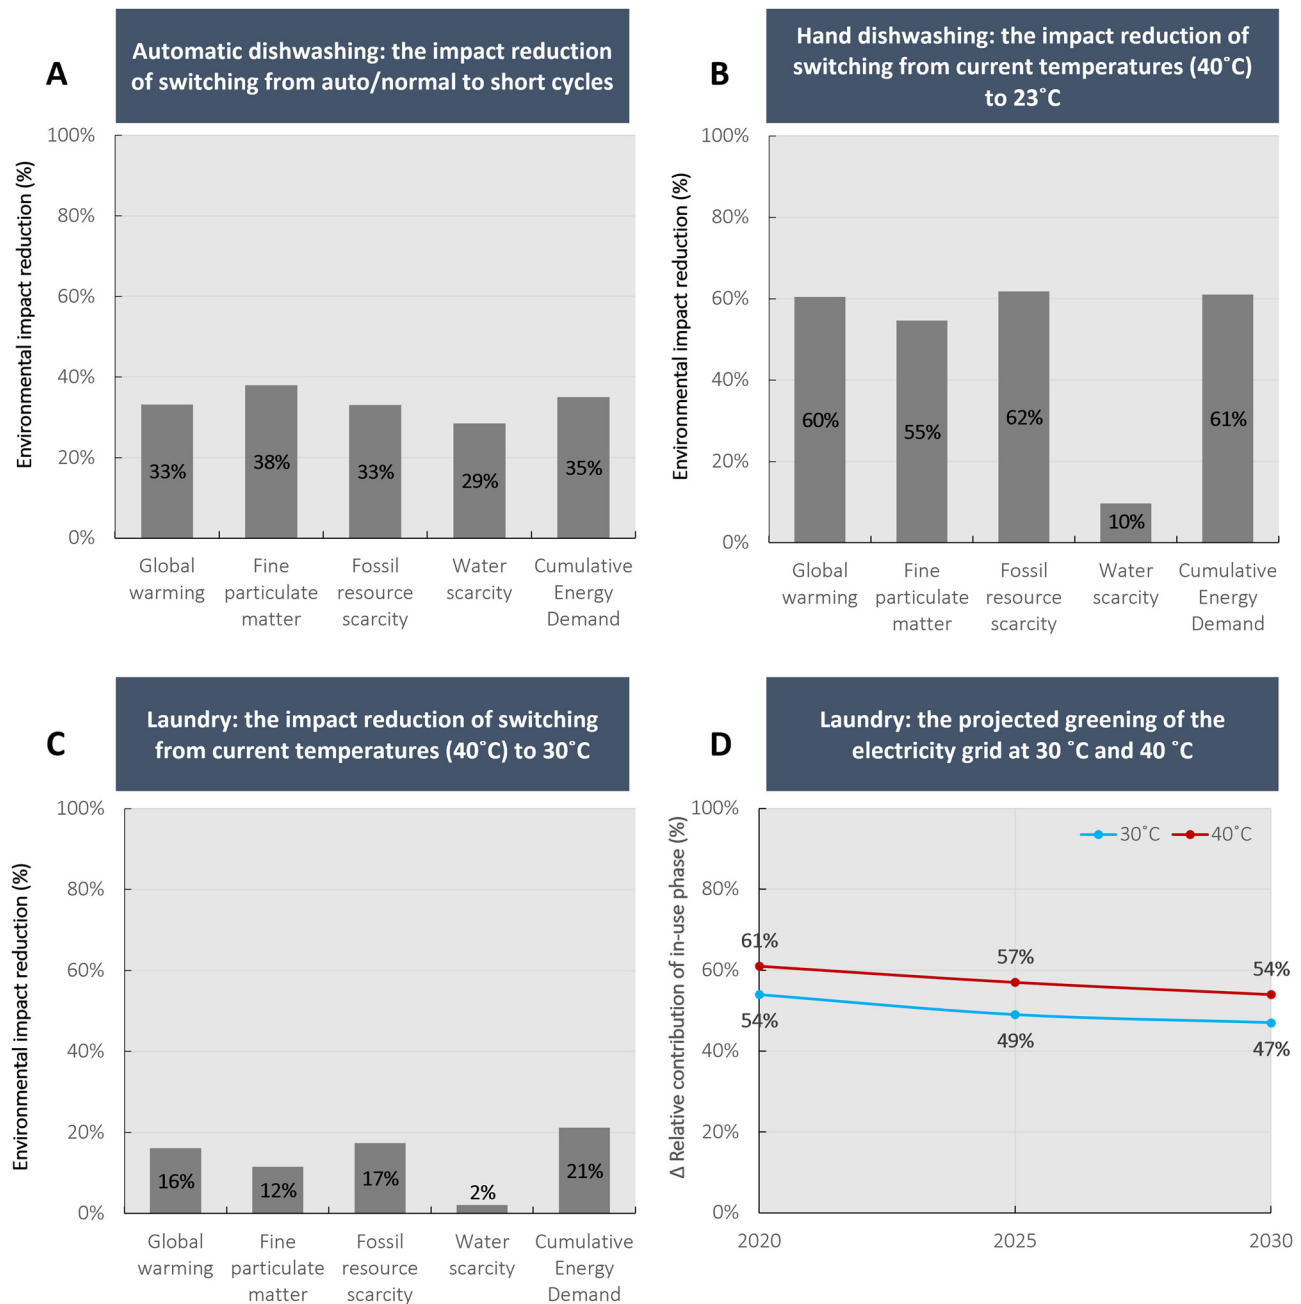 A
Automatic dishwashing: the impact reduction
of switching from auto/normal to short cycles
Environmental impact reduction (%)
100%
80%
60%
40%
20%
0%
33%
38%
33%
29%
35%
Global
warming
Fine
particulate
matter
Fossil
resource
scarcity
Water
scarcity
Cumulative
Energy
Demand
B
Hand dishwashing: the impact reduction of
switching from current temperatures (40˚C)
to 23˚C
Environmental impact reduction (%)
100%
80%
60%
40%
20%
0%
60%
55%
62%
10%
61%
Global
warming
Fine
particulate
matter
Fossil
resource
scarcity
Water
scarcity
Cumulative
Energy
Demand
C
Laundry: the impact reduction of switching
from current temperatures (40˚C) to 30˚C
Environmental impact reduction (%)
100%
80%
60%
40%
20%
0%
16%
12%
17%
2%
21%
Global
warming
Fine
particulate
matter
Fossil
resource
scarcity
Water
scarcity
Cumulative
Energy
Demand
D
Laundry: the projected greening of the
electricity grid at 30 ˚C and 40 ˚C
Δ Relative contribution of in-use phase (%)
100%
80%
60%
40%
20%
0%
30˚C
40˚C
61%
57%
54%
54%
49%
47%
2020
2025
2030